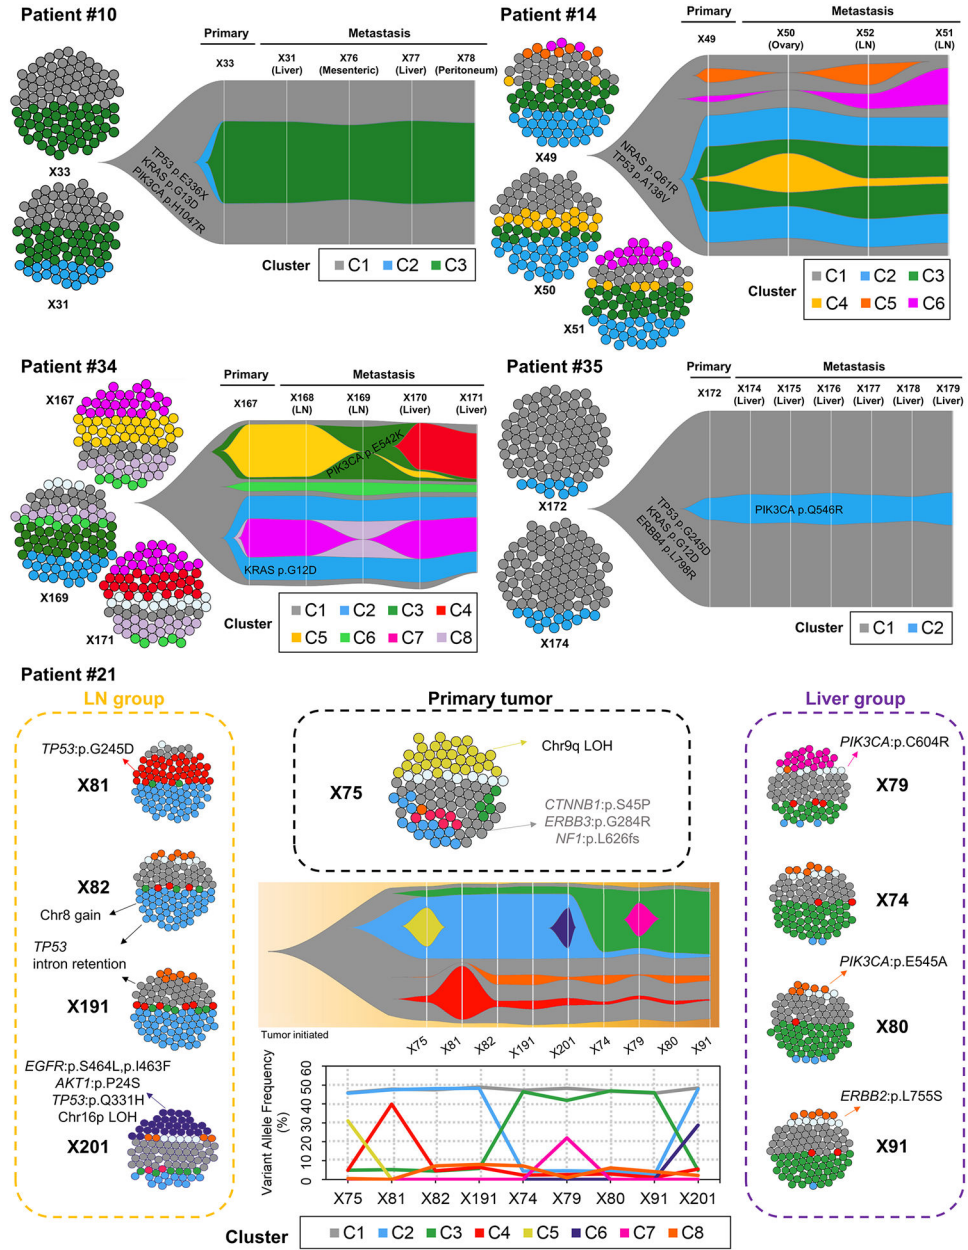 Patient #10
Primary
Metastasis
X33
X31
(Liver)
X76
(Mesenteric)
X77
(Liver)
X78
(Peritoneum)
TP53 p.E336X
KRAS p.G13D
PIK3CA p.H1047R
X33
X31
Cluster
C1
C2
C3
Patient #14
Primary
Metastasis
X49
X50
(Ovary)
X52
(LN)
X51
(LN)
NRAS p.Q61R
TP53 p.A138V
X49
X50
X51
Cluster
C1
C2
C3
C4
C5
C6
Patient #34
Primary
Metastasis
X167
X168
(LN)
X169
(LN)
X170
(Liver)
X171
(Liver)
X167
X169
X171
PIK3CA p.E542K
KRAS p.G12D
Cluster
C1
C2
C3
C4
C5
C6
C7
C8
Patient #35
Primary
Metastasis
X172
X174
(Liver)
X175
(Liver)
X176
(Liver)
X177
(Liver)
X178
(Liver)
X179
(Liver)
TP53 p.G245D
KRAS p.G12D
ERBB4 p.L798R
PIK3CA p.Q546R
X172
X174
Cluster
C1
C2
Patient #21
LN group
TP53:p.G245D
X81
X82
Chr8 gain
TP53
intron retention
X191
EGFR:p.S464L,p.I463F
AKT1:p.P24S
TP53:p.Q331H
Chr16p LOH
X201
Primary tumor
X75
Chr9q LOH
CTNNB1:p.S45P
ERBB3:p.G284R
NF1:p.L626fs
Tumor initiated
X75
X81
X82
X191
X201
X74
X79
X80
X91
Variant Allele Frequency
(%)
0 10 20 30 40 50 60
X75
X81
X82
X191
X74
X79
X80
X91
X201
Cluster
C1
C2
C3
C4
C5
C6
C7
C8
Liver group
PIK3CA:p.C604R
X79
X74
PIK3CA:p.E545A
X80
ERBB2:p.L755S
X91